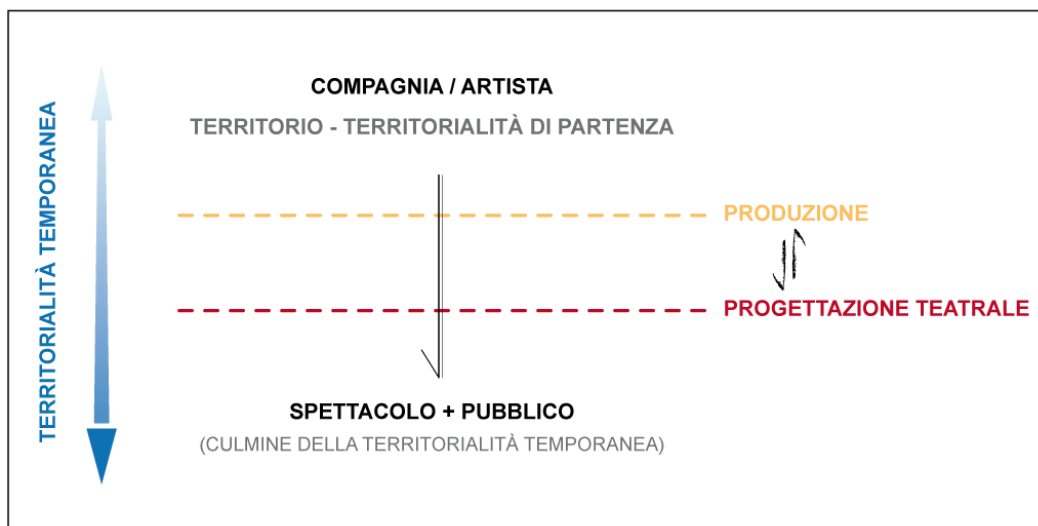 TERRITORIALITÀ TEMPORANEA
COMPAGNIA / ARTISTA
TERRITORIO - TERRITORIALITÀ DI PARTENZA
PRODUZIONE
PROGETTAZIONE TEATRALE
SPETTACOLO + PUBBLICO
(CULMINE DELLA TERRITORIALITÀ TEMPORANEA)